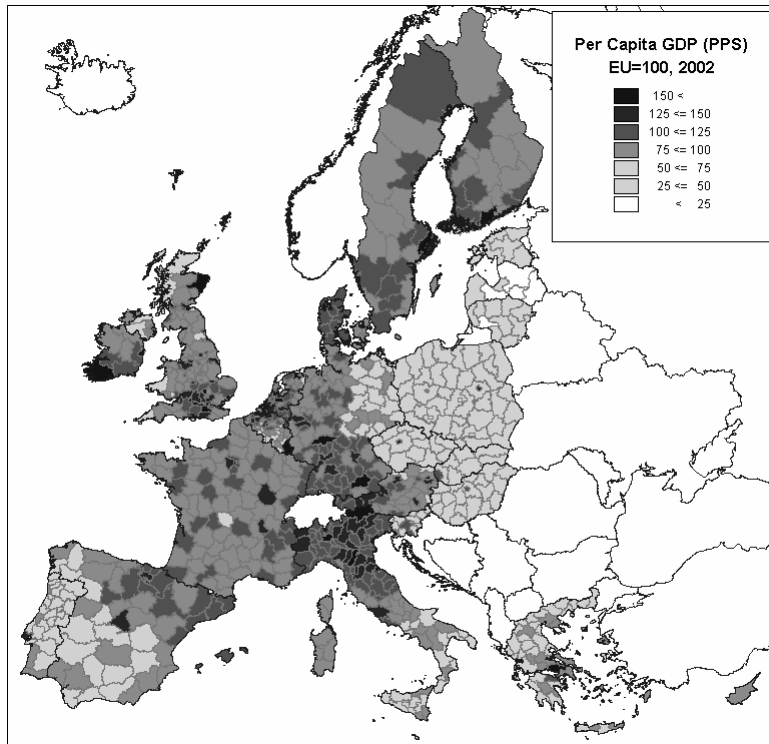 Per Capita GDP (PPS)
EU=100, 2002
150 <
125 <= 150
100 <= 125
75 <= 100
50 <= 75
25 <= 50
< 25